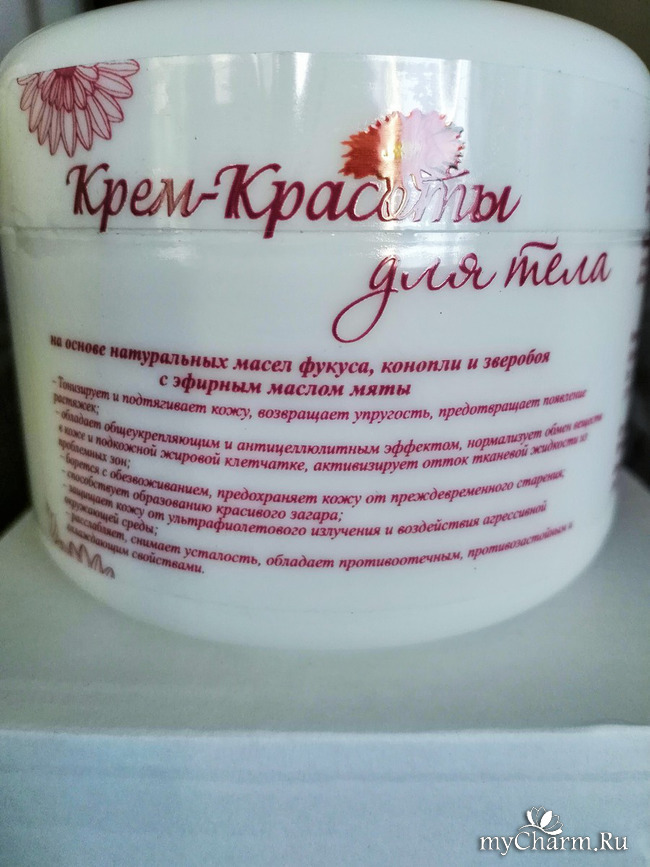 Крем-Красоты
для тела
на основе натуральных масел фукуса, конопли и зверобоя
с эфирным маслом мяты
- Тонизирует и подтягивает кожу, возвращает упругость, предотвращает появление
растяжек;
- обладает общеукрепляющим и антицеллюлитным эффектом, нормализует обмен веществ
в коже и подкожной жировой клетчатке, активизирует отток тканевой жидкости из
проблемных зон;
- борется с обезвоживанием, предохраняет кожу от преждевременного старения;
- способствует образованию красивого загара;
- защищает кожу от ультрафиолетового излучения и воздействия агрессивной
окружающей среды;
- расслабляет, снимает усталость, обладает противоотечным, противозастойным и
охлаждающим свойствами.
myCharm.Ru